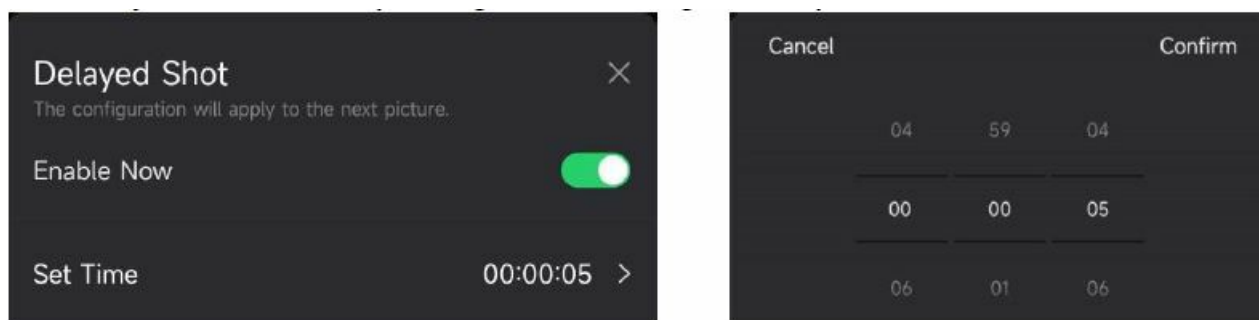 Delayed Shot
The configuration will apply to the next picture.
Enable Now
Set Time 00:00:05 >
Cancel Confirm
04 59 04
00 00 05
06 01 06